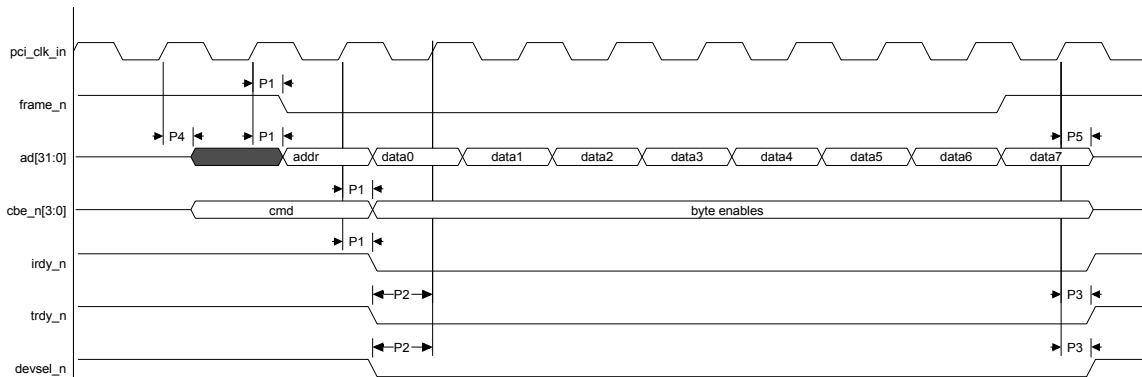 pci_clk_in
P1
frame_n
P4 P1 P5
ad[31:0] addr data0 data1 data2 data3 data4 data5 data6 data7
P1
cbe_n[3:0] cmd byte enables
P1
irdy_n
P2 P3
trdy_n
P2 P3
devsel_n